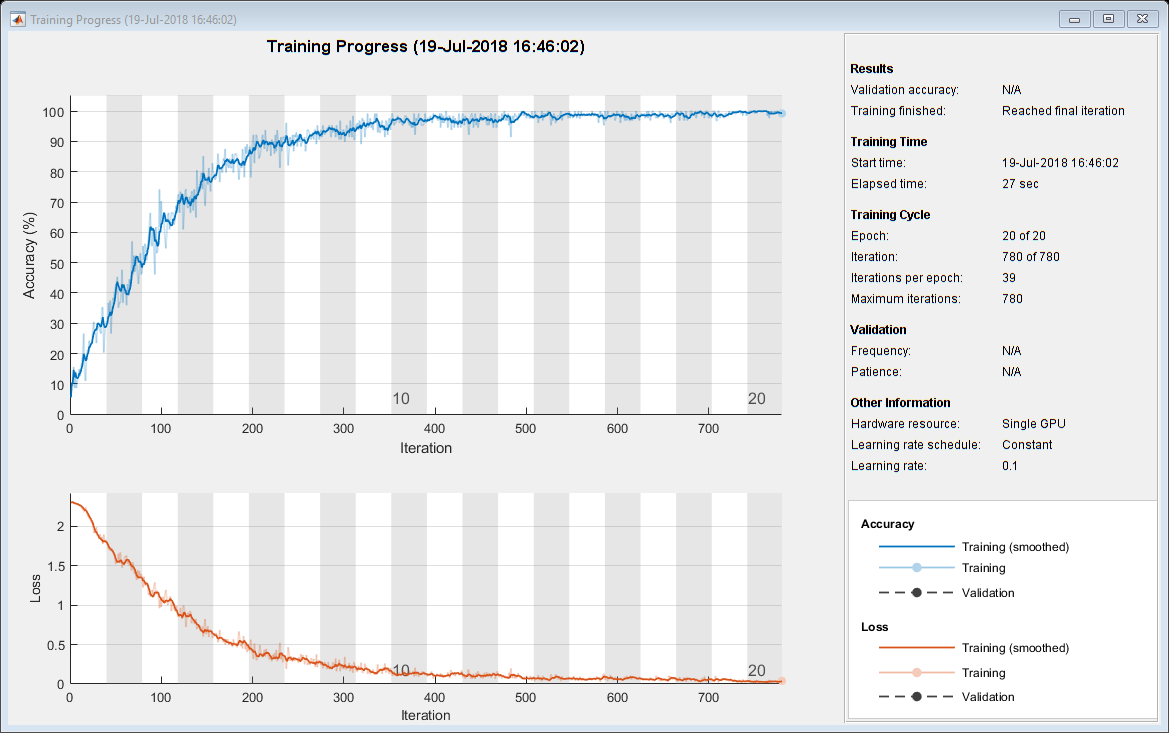 Training Progress (19-Jul-2018 16:46:02)
Training Progress (19-Jul-2018 16:46:02)
100
90
80
70
60
50
40
30
20
10
0
Accuracy (%)
10
20
0 100 200 300 400 500 600 700
Iteration
2
1.5
1
0.5
0
Loss
10
20
0 100 200 300 400 500 600 700
Iteration
Results
Validation accuracy: N/A
Training finished: Reached final iteration
Training Time
Start time: 19-Jul-2018 16:46:02
Elapsed time: 27 sec
Training Cycle
Epoch: 20 of 20
Iteration: 780 of 780
Iterations per epoch: 39
Maximum iterations: 780
Validation
Frequency: N/A
Patience: N/A
Other Information
Hardware resource: Single GPU
Learning rate schedule: Constant
Learning rate: 0.1
Accuracy
Training (smoothed)
Training
Validation
Loss
Training (smoothed)
Training
Validation